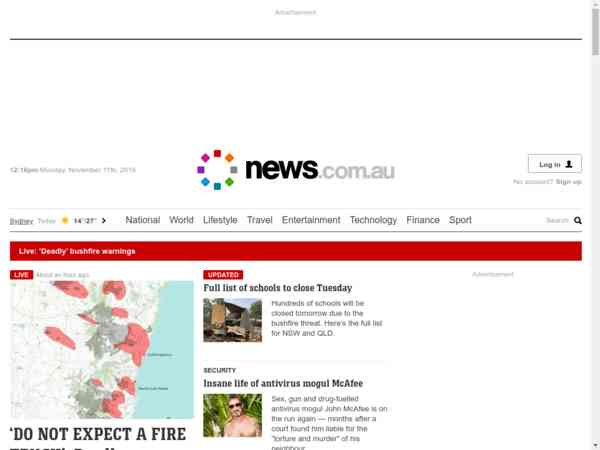 Advertisement
12:16pm Monday, November 11th, 2019
news.com.au
Log in
No account? Sign up
Sydney Today 14°/27°
National World Lifestyle Travel Entertainment Technology Finance Sport
Search
Live: 'Deadly' bushfire warnings
LIVE About an hour ago
'DO NOT EXPECT A FIRE
UPDATED
Full list of schools to close Tuesday
Hundreds of schools will be
closed tomorrow due to the
bushfire threat. Here's the full list
for NSW and QLD.
SECURITY
Insane life of antivirus mogul McAfee
Sex, gun and drug-fuelled
antivirus mogul John McAfee is on
the run again — months after a
court found him liable for the
"torture and murder" of his
neighbour.
Advertisement